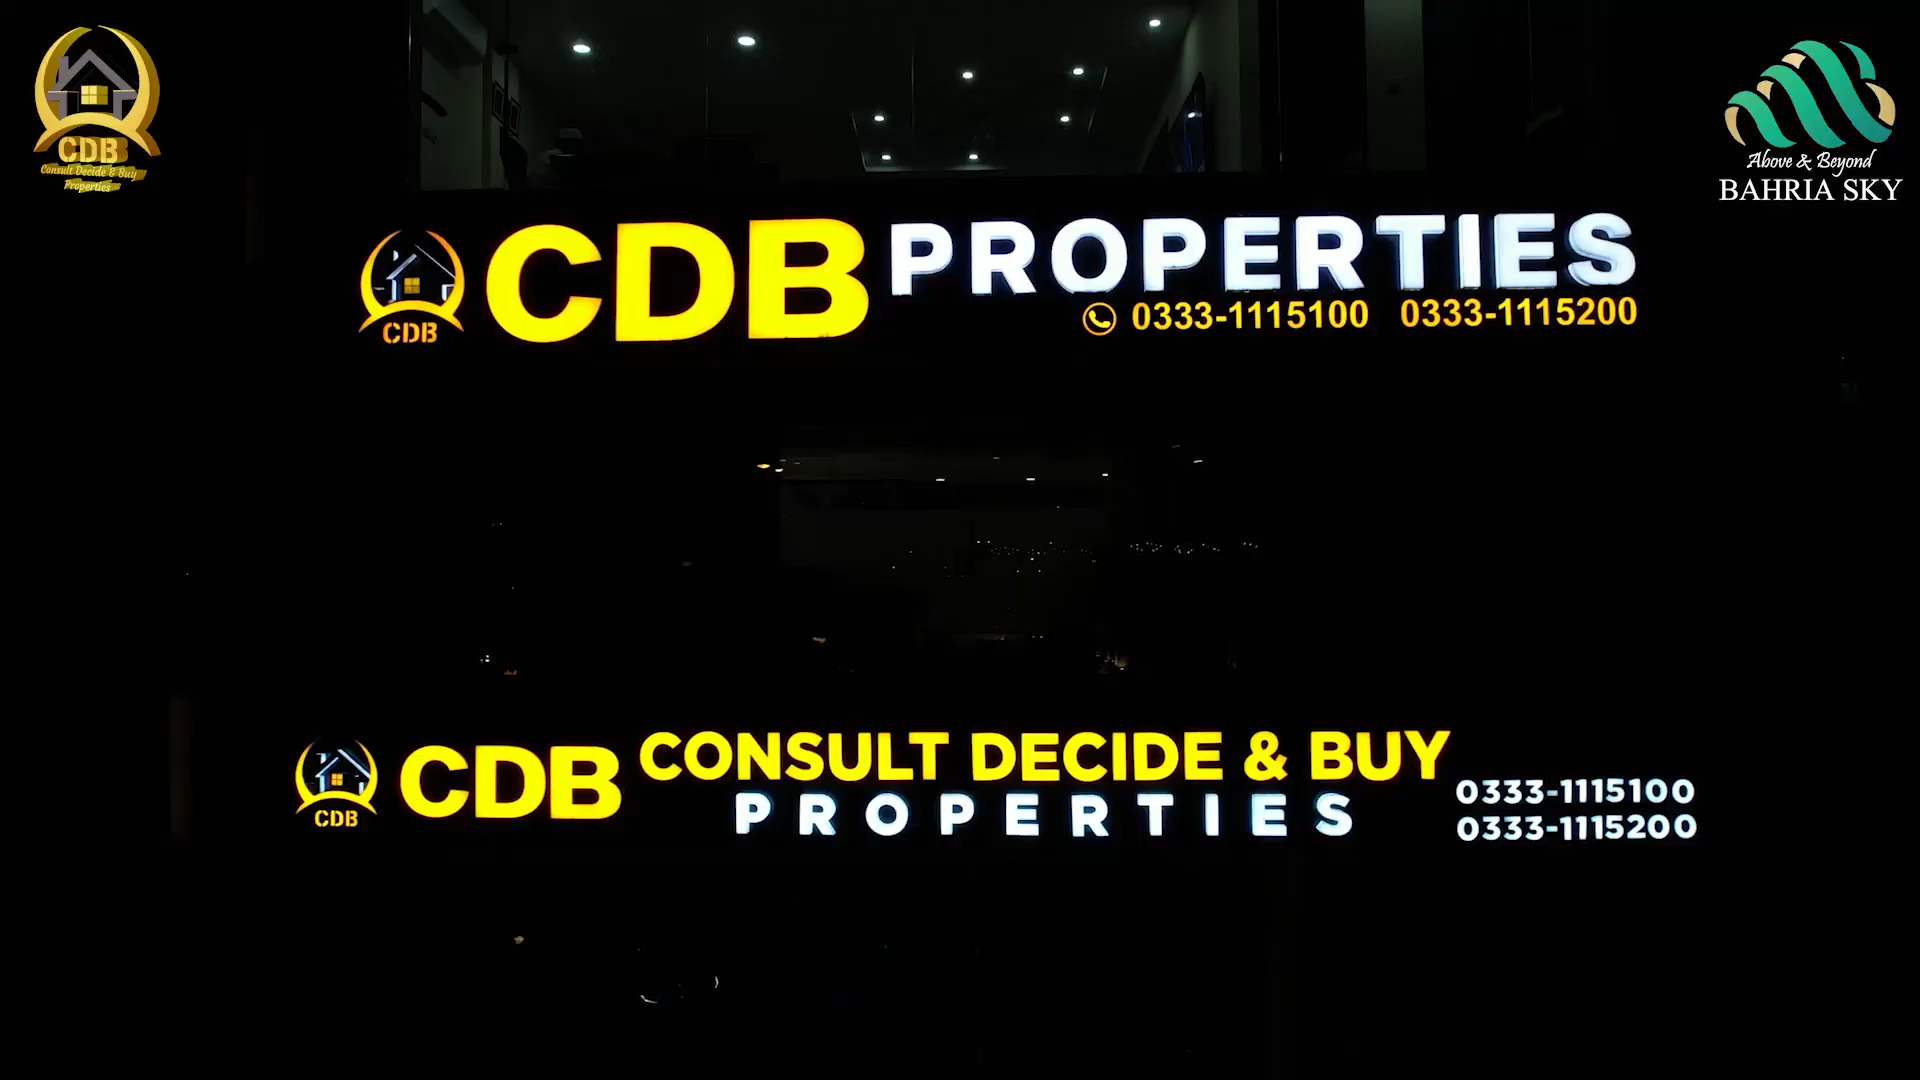 CDB
Consult Decide & Buy
Properties
Above & Beyond
BAHRIA SKY
CDB
CDB PROPERTIES
0333-1115100 0333-1115200
CDB
CDB CONSULT DECIDE & BUY
PROPERTIES
0333-1115100
0333-1115200